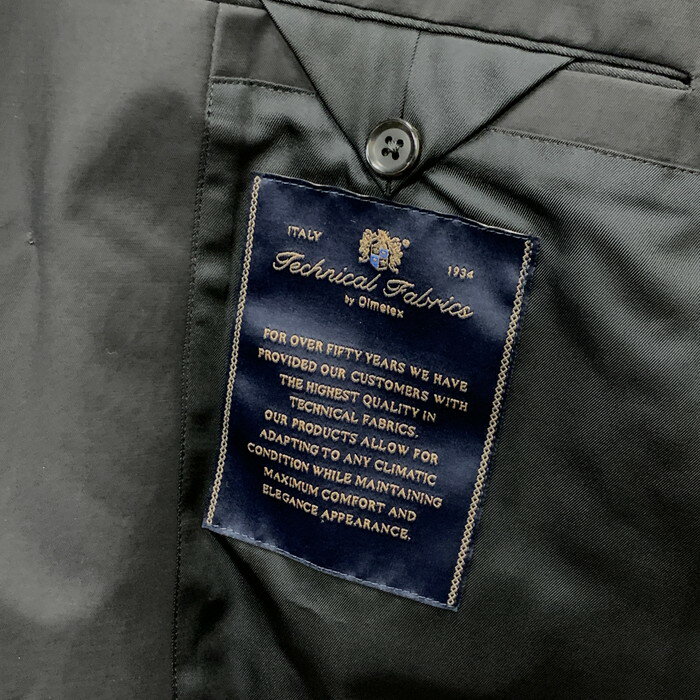 ITALY 1934
Technical Fabrics
by Olmetex
FOR OVER FIFTY YEARS WE HAVE
PROVIDED OUR CUSTOMERS WITH
THE HIGHEST QUALITY IN
TECHNICAL FABRICS.
OUR PRODUCTS ALLOW FOR
ADAPTING TO ANY CLIMATIC
CONDITION WHILE MAINTAINING
MAXIMUM COMFORT AND
ELEGANCE APPEARANCE.